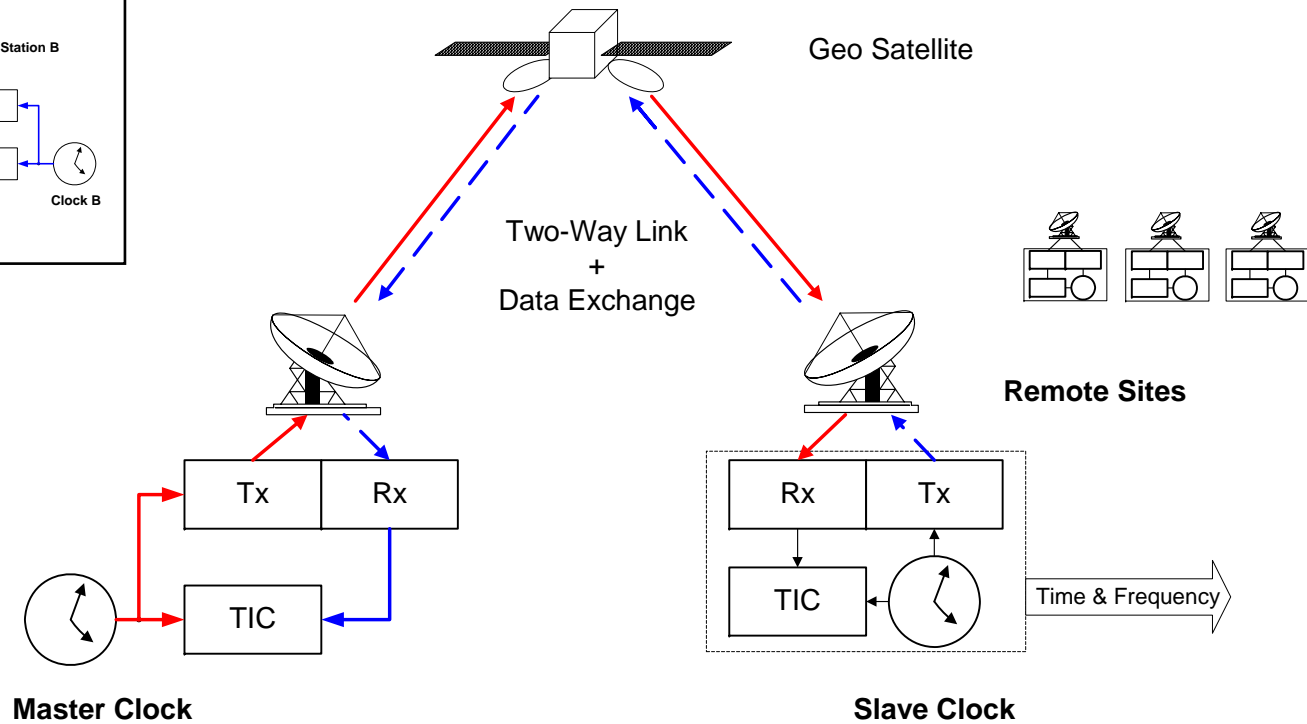 Station B
Clock B
Geo Satellite
Two-Way Link
+
Data Exchange
Remote Sites
Tx
Rx
Rx
Tx
TIC
TIC
Time & Frequency
Master Clock
Slave Clock